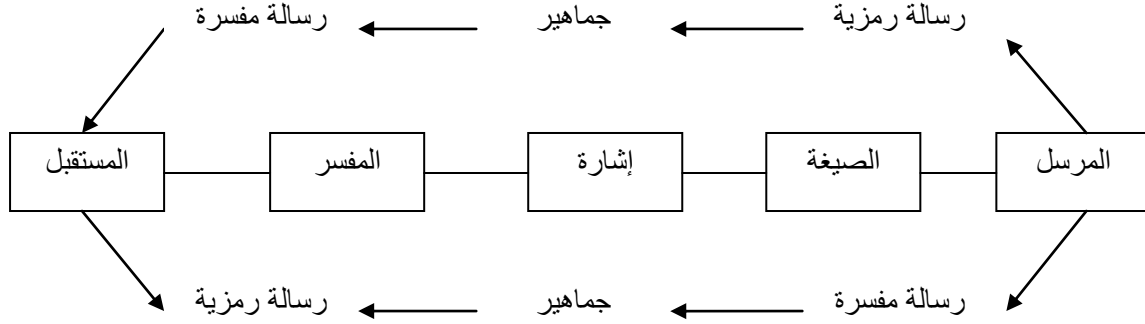 رسالة رمزية جماهير رسالة مفسرة
المرسل الصيغة إشارة المفسر المستقبل
رسالة مفسرة جماهير رسالة رمزية